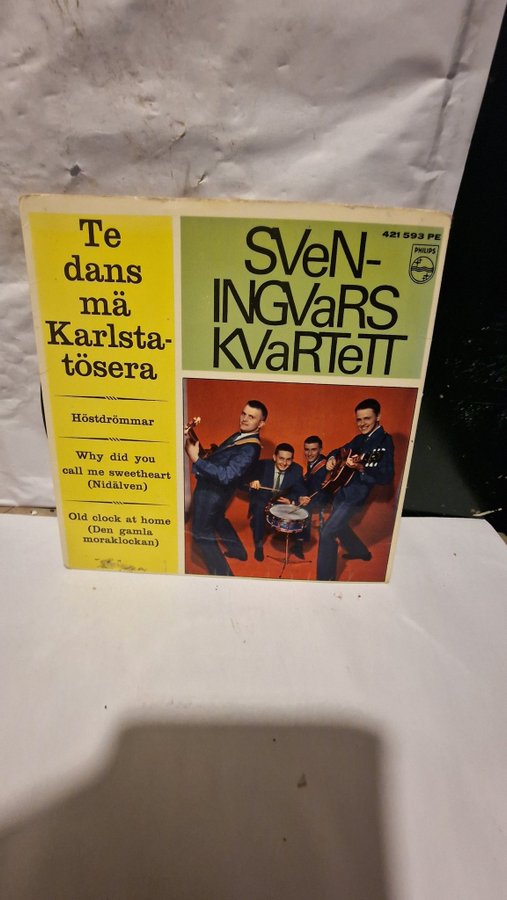 Te
dans
mä
Karlsta-
tösera
Höstdrömmar
Why did you
call me sweetheart
(Nidälven)
Old clock at home
(Den gamla
moraklockan)
421 593 PE
PHILIPS
SVeN-
INGVaRS
KVaRTeTT